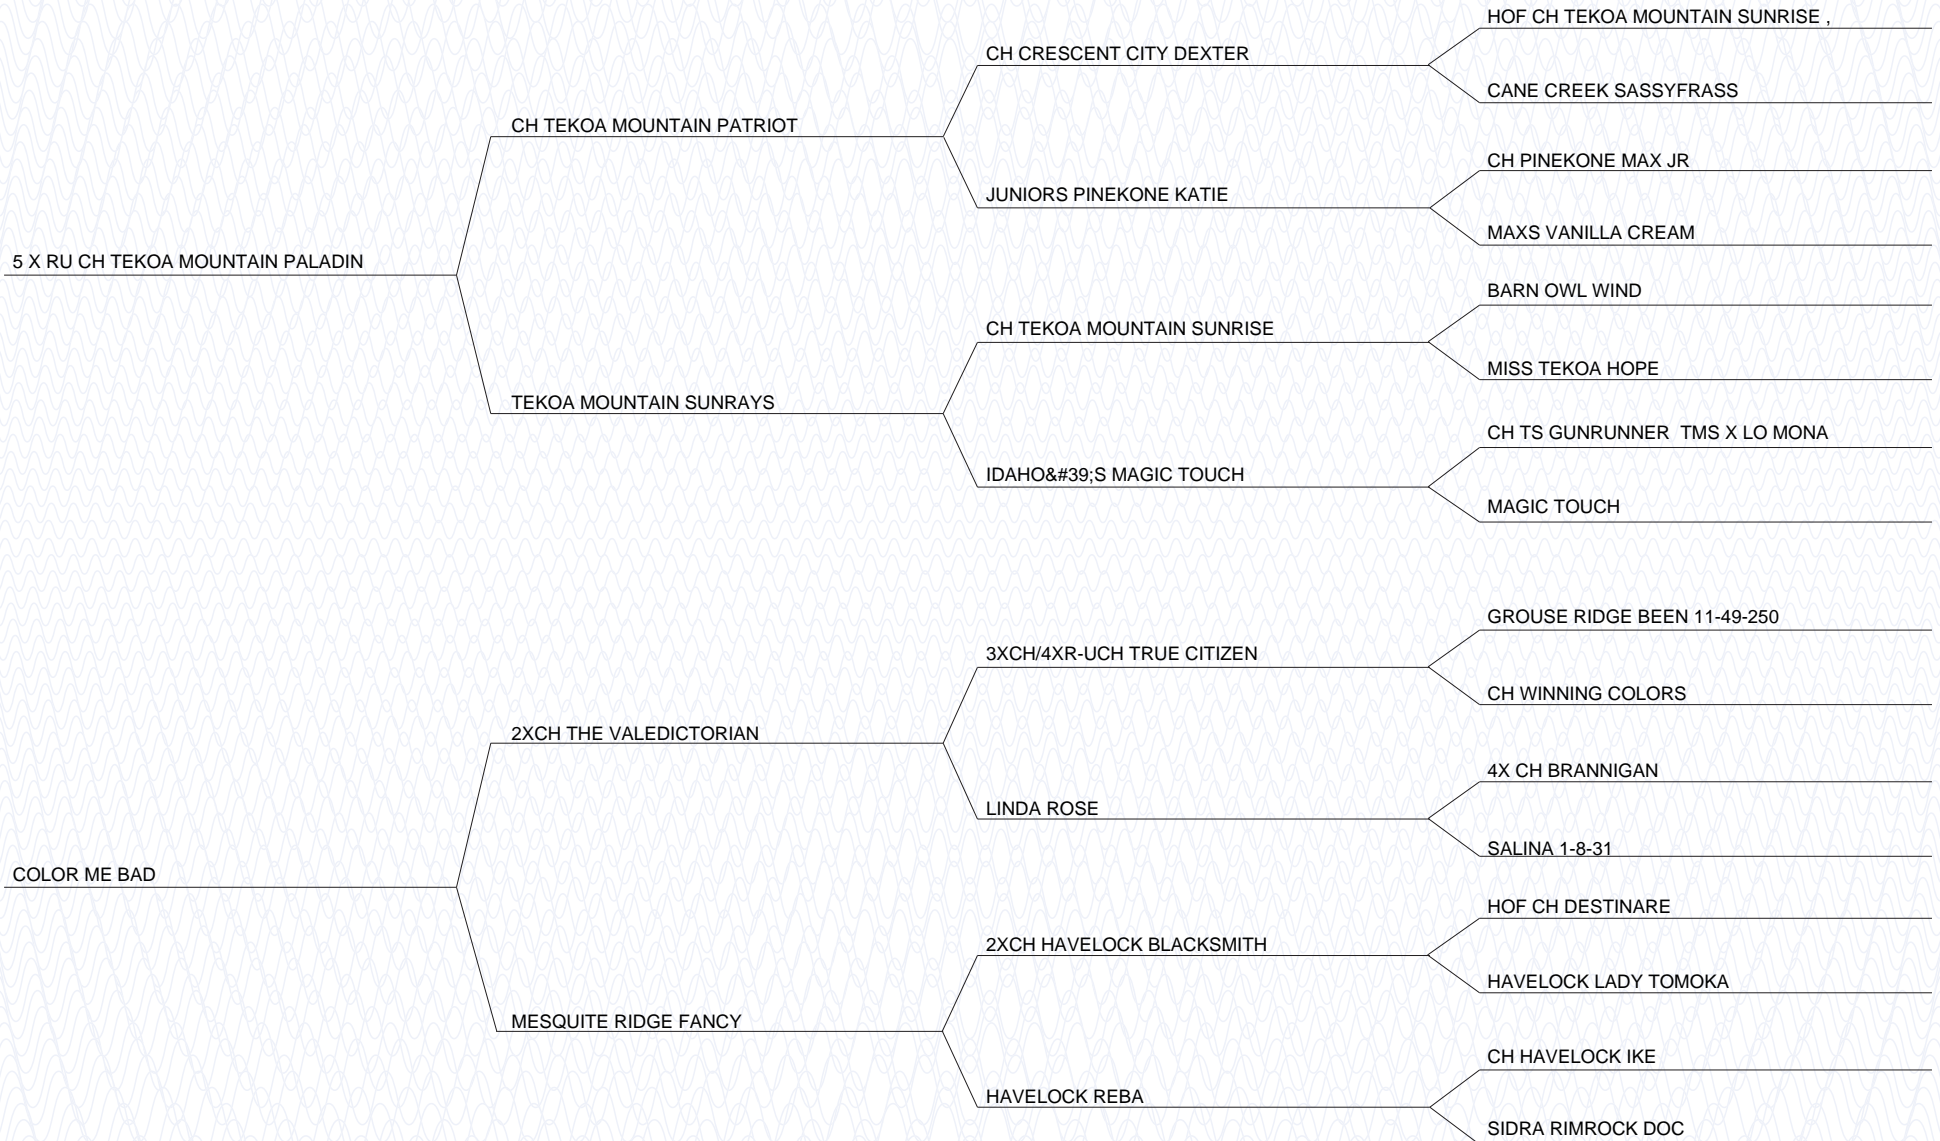 HOF CH TEKOA MOUNTAIN SUNRISE ,
CH CRESCENT CITY DEXTER
CANE CREEK SASSYFRASS
CH TEKOA MOUNTAIN PATRIOT
CH PINEKONE MAX JR
JUNIORS PINEKONE KATIE
MAXS VANILLA CREAM
5 X RU CH TEKOA MOUNTAIN PALADIN
BARN OWL WIND
CH TEKOA MOUNTAIN SUNRISE
MISS TEKOA HOPE
TEKOA MOUNTAIN SUNRAYS
CH TS GUNRUNNER  TMS X LO MONA
IDAHO&#39;S MAGIC TOUCH
MAGIC TOUCH
GROUSE RIDGE BEEN 11-49-250
3XCH/4XR-UCH TRUE CITIZEN
CH WINNING COLORS
2XCH THE VALEDICTORIAN
4X CH BRANNIGAN
LINDA ROSE
SALINA 1-8-31
COLOR ME BAD
HOF CH DESTINARE
2XCH HAVELOCK BLACKSMITH
HAVELOCK LADY TOMOKA
MESQUITE RIDGE FANCY
CH HAVELOCK IKE
HAVELOCK REBA
SIDRA RIMROCK DOC